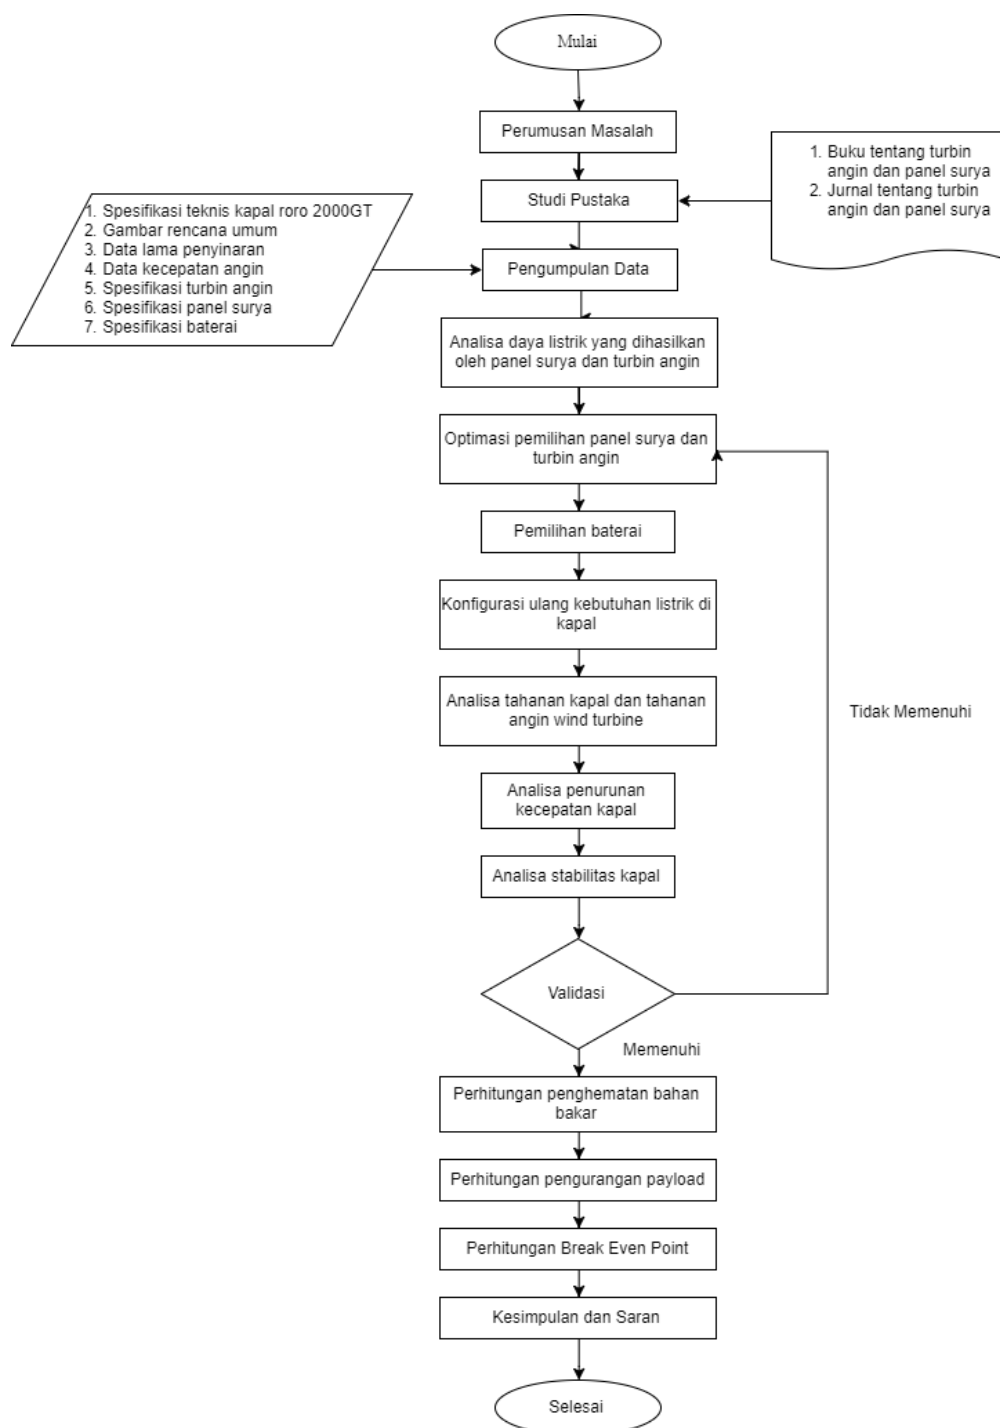 Mulai
Perumusan Masalah
1. Buku tentang turbin
angin dan panel surya
2. Jurnal tentang turbin
angin dan panel surya
Studi Pustaka
1. Spesifikasi teknis kapal roro 2000GT
2. Gambar rencana umum
3. Data lama penyinaran
4. Data kecepatan angin
5. Spesifikasi turbin angin
6. Spesifikasi panel surya
7. Spesifikasi baterai
Pengumpulan Data
Analisa daya listrik yang dihasilkan
oleh panel surya dan turbin angin
Optimasi pemilihan panel surya dan
turbin angin
Pemilihan baterai
Konfigurasi ulang kebutuhan listrik di
kapal
Analisa tahanan kapal dan tahanan
angin wind turbine
Tidak Memenuhi
Analisa penurunan
kecepatan kapal
Analisa stabilitas kapal
Validasi
Memenuhi
Perhitungan penghematan bahan
bakar
Perhitungan pengurangan payload
Perhitungan Break Even Point
Kesimpulan dan Saran
Selesai